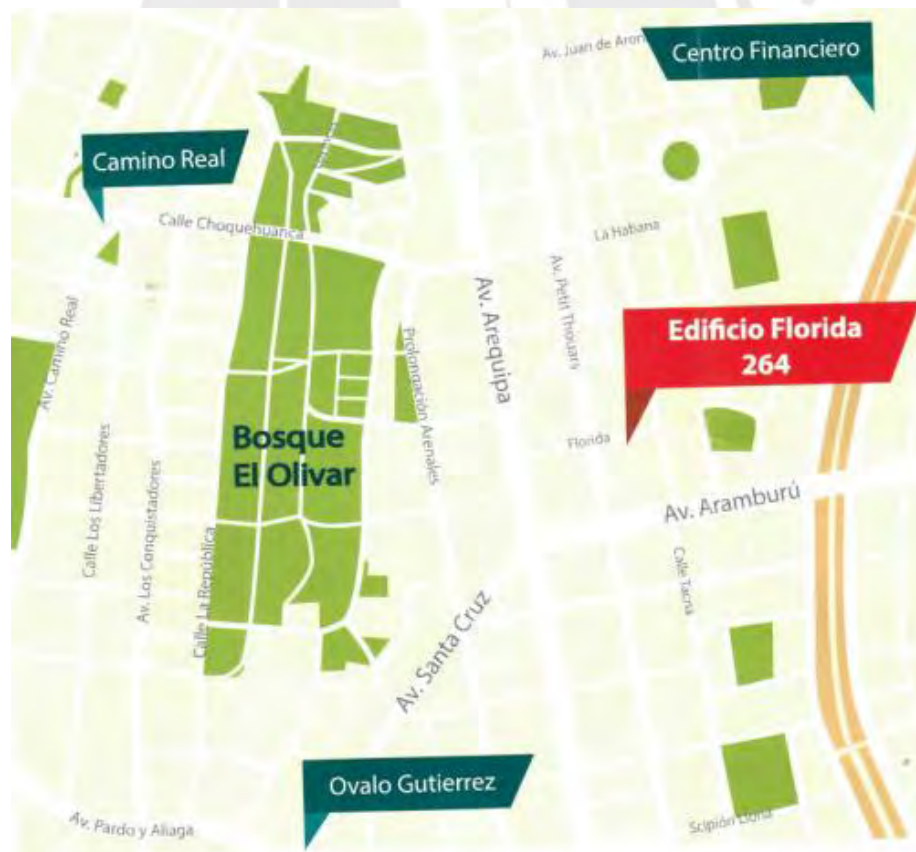 Av. Juan de Aron
Centro Financiero
Camino Real
Calle Choquehuanca
La Habana
Av. Petit Thouars
Av. Arequipa
Edificio Florida
264
Prolongación Arenales
Av. Camino Real
Florida
Bosque
El Olivar
Calle Los Libertadores
Av. Los Conquistadores
Av. Aramburú
Calle La República
Calle Tacna
Av. Santa Cruz
Ovalo Gutierrez
Av. Pardo y Aliaga
Scipión Llona